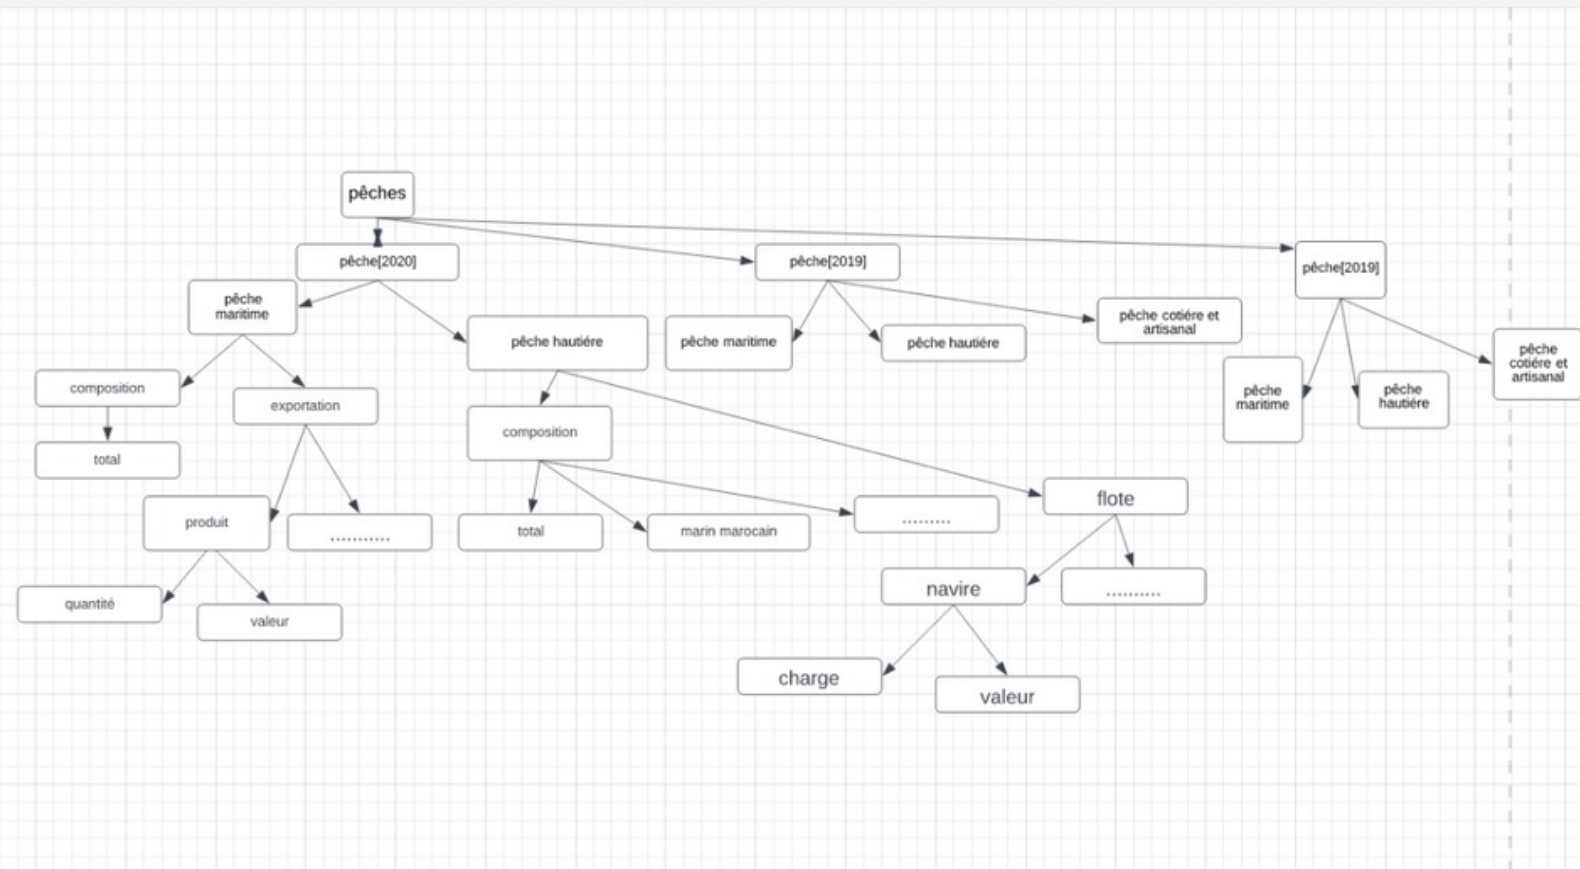 pêches
pêche[2020]
pêche[2019]
pêche[2019]
pêche
maritime
pêche hautiére
pêche maritime
pêche hautiére
pêche cotiére et
artisanal
pêche
maritime
pêche
hautiére
pêche
cotiére et
artisanal
composition
exportation
composition
total
flote
produit
...........
total
marin marocain
.........
quantité
valeur
navire
..........
charge
valeur